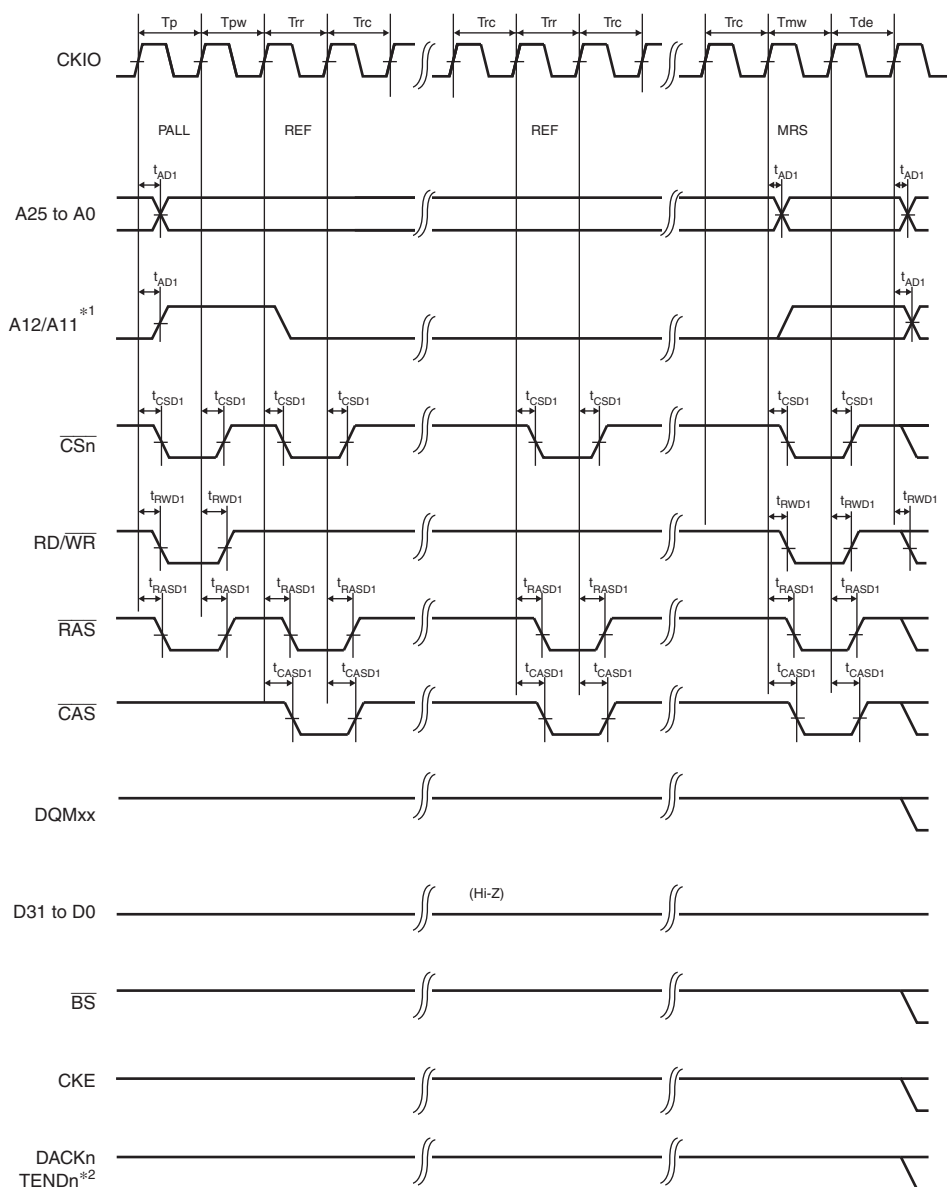 Tp Tpw Trr Trc Trc Trr Trc Trc Tmw Tde
CKIO
PALL REF REF MRS
tAD1 tAD1 tAD1
A25 to A0
tAD1 tAD1
A12/A11*1
tCSD1 tCSD1 tCSD1 tCSD1 tCSD1 tCSD1 tCSD1 tCSD1
CSn
tRWD1 tRWD1 tRWD1 tRWD1 tRWD1
RD/WR
tRASD1 tRASD1 tRASD1 tRASD1 tRASD1 tRASD1 tRASD1 tRASD1
RAS
tCASD1 tCASD1 tCASD1 tCASD1 tCASD1 tCASD1
CAS
DQMxx
(Hi-Z)
D31 to D0
BS
CKE
DACKn
TENDn*2